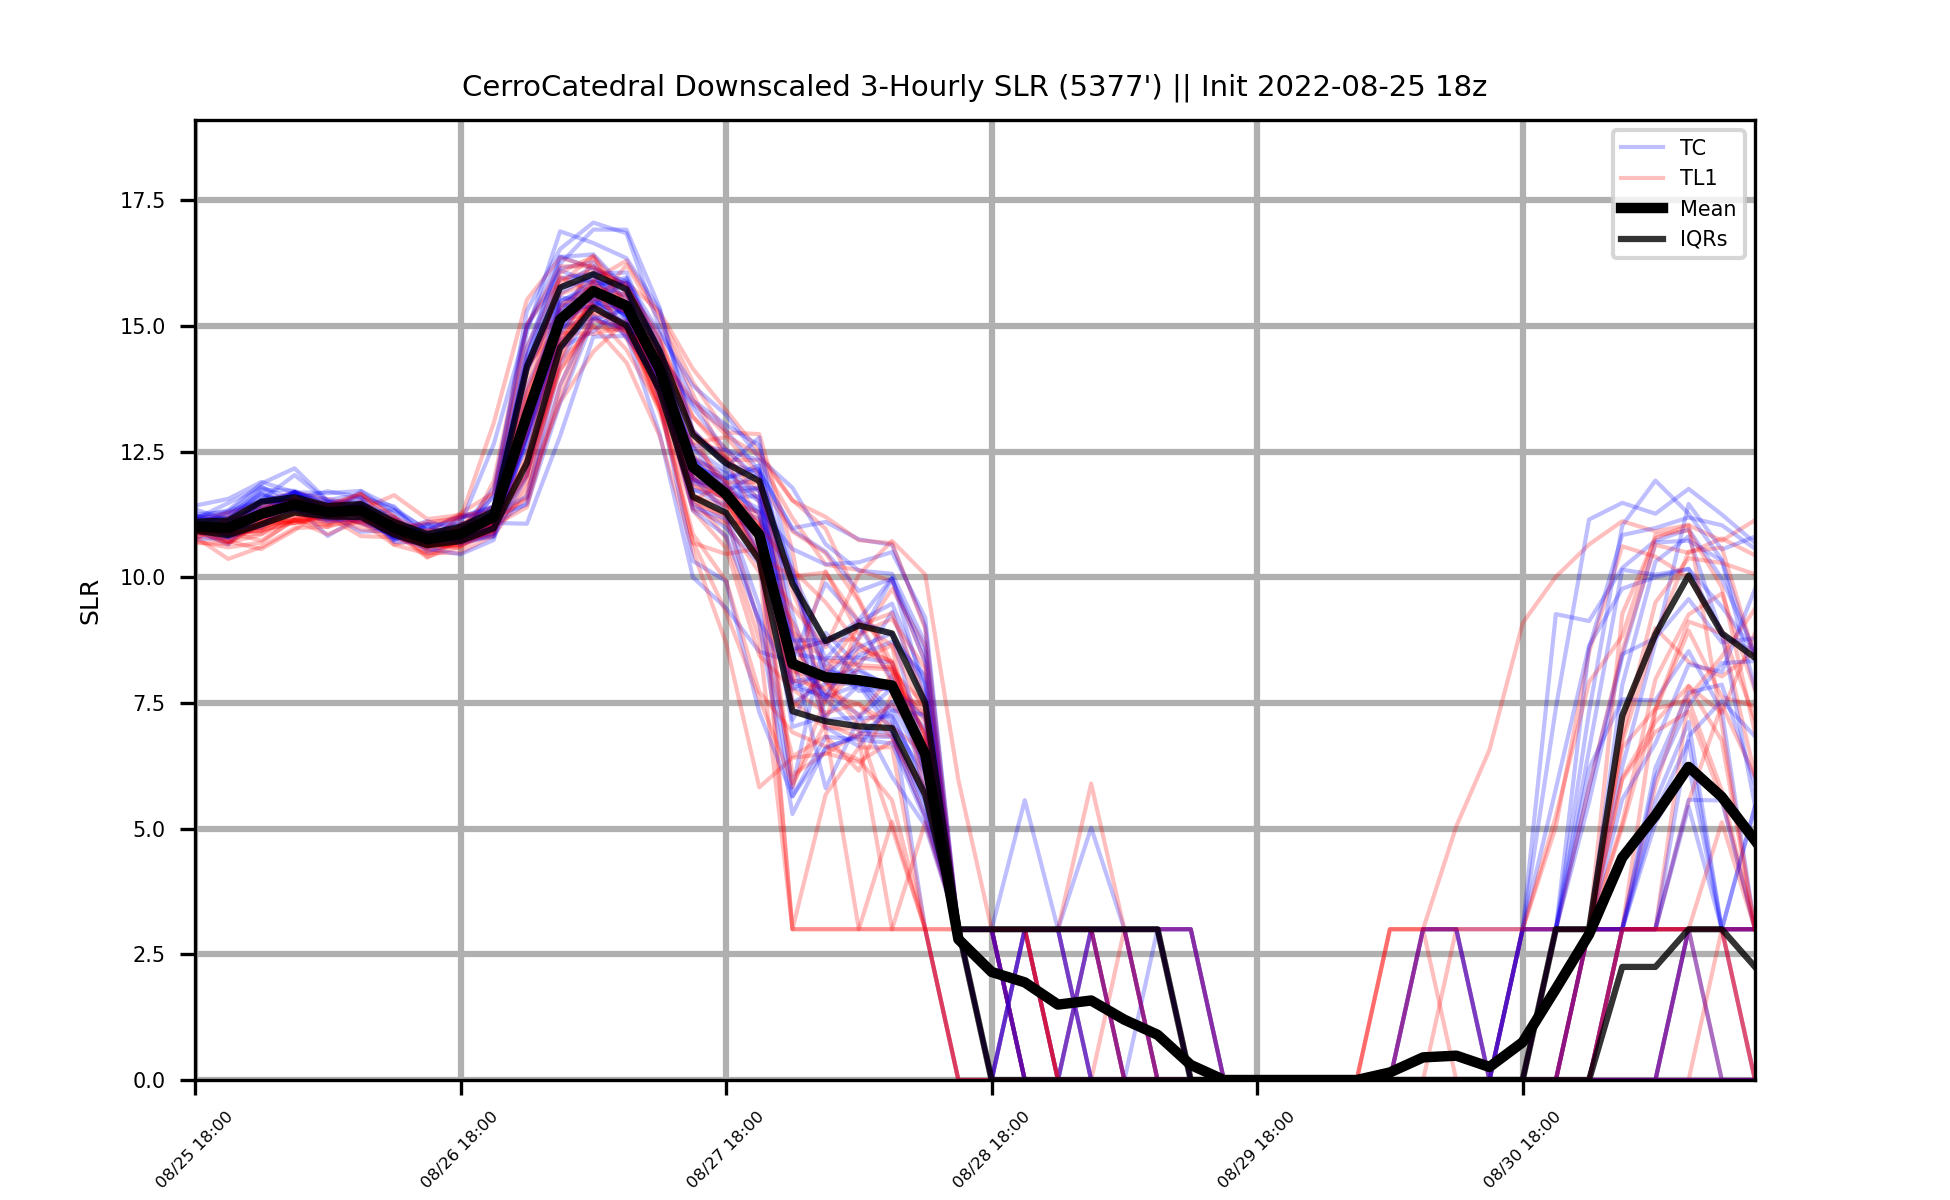 CerroCatedral Downscaled 3-Hourly SLR (5377') || Init 2022-08-25 18z
TC
TL1
Mean
IQRs
SLR
17.5
15.0
12.5
10.0
7.5
5.0
2.5
0.0
08/25 18:00
08/26 18:00
08/27 18:00
08/28 18:00
08/29 18:00
08/30 18:00